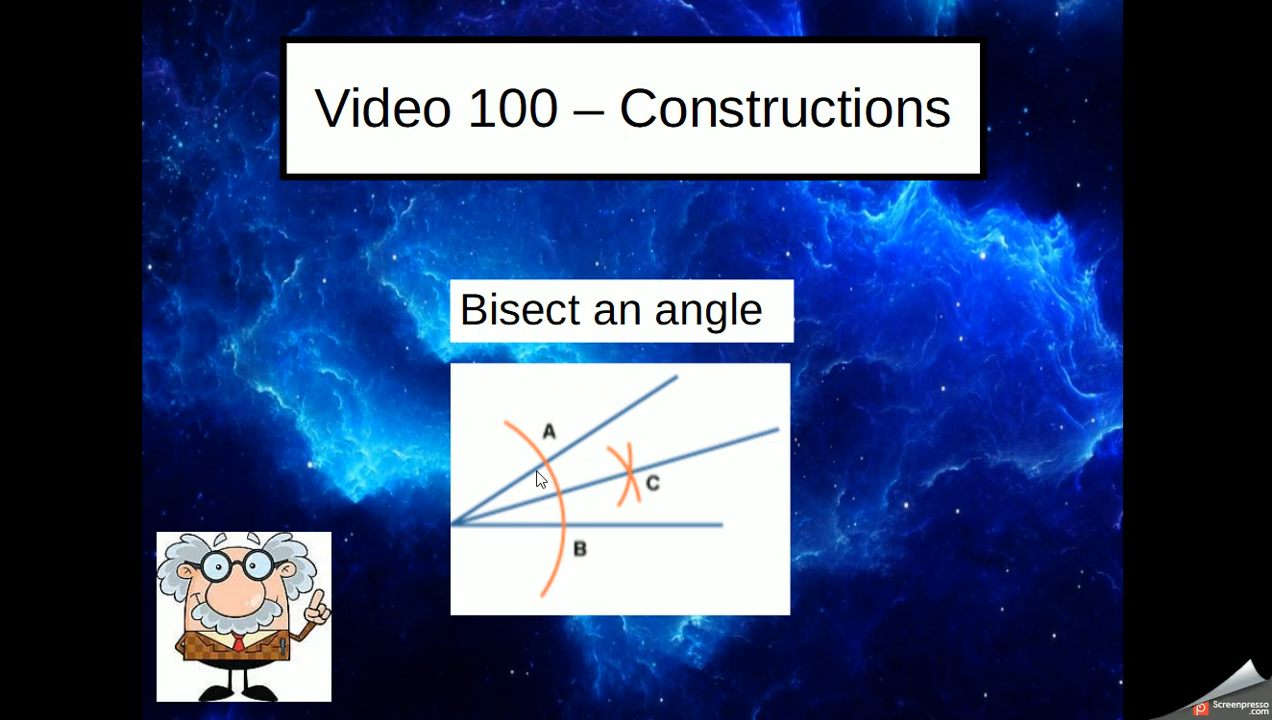 Video 100 – Constructions
Bisect an angle
A
C
B
Screenpresso
.com